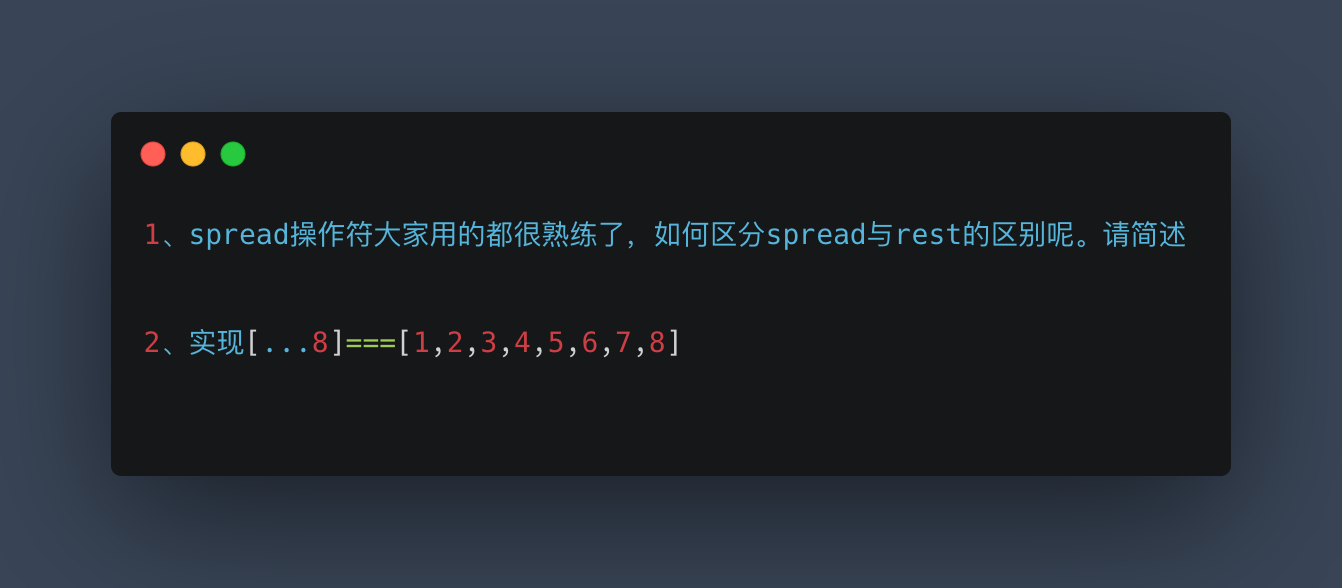 1、spread操作符大家用的都很熟练了，如何区分spread与rest的区别呢。请简述
2、实现[...8]===[1,2,3,4,5,6,7,8]